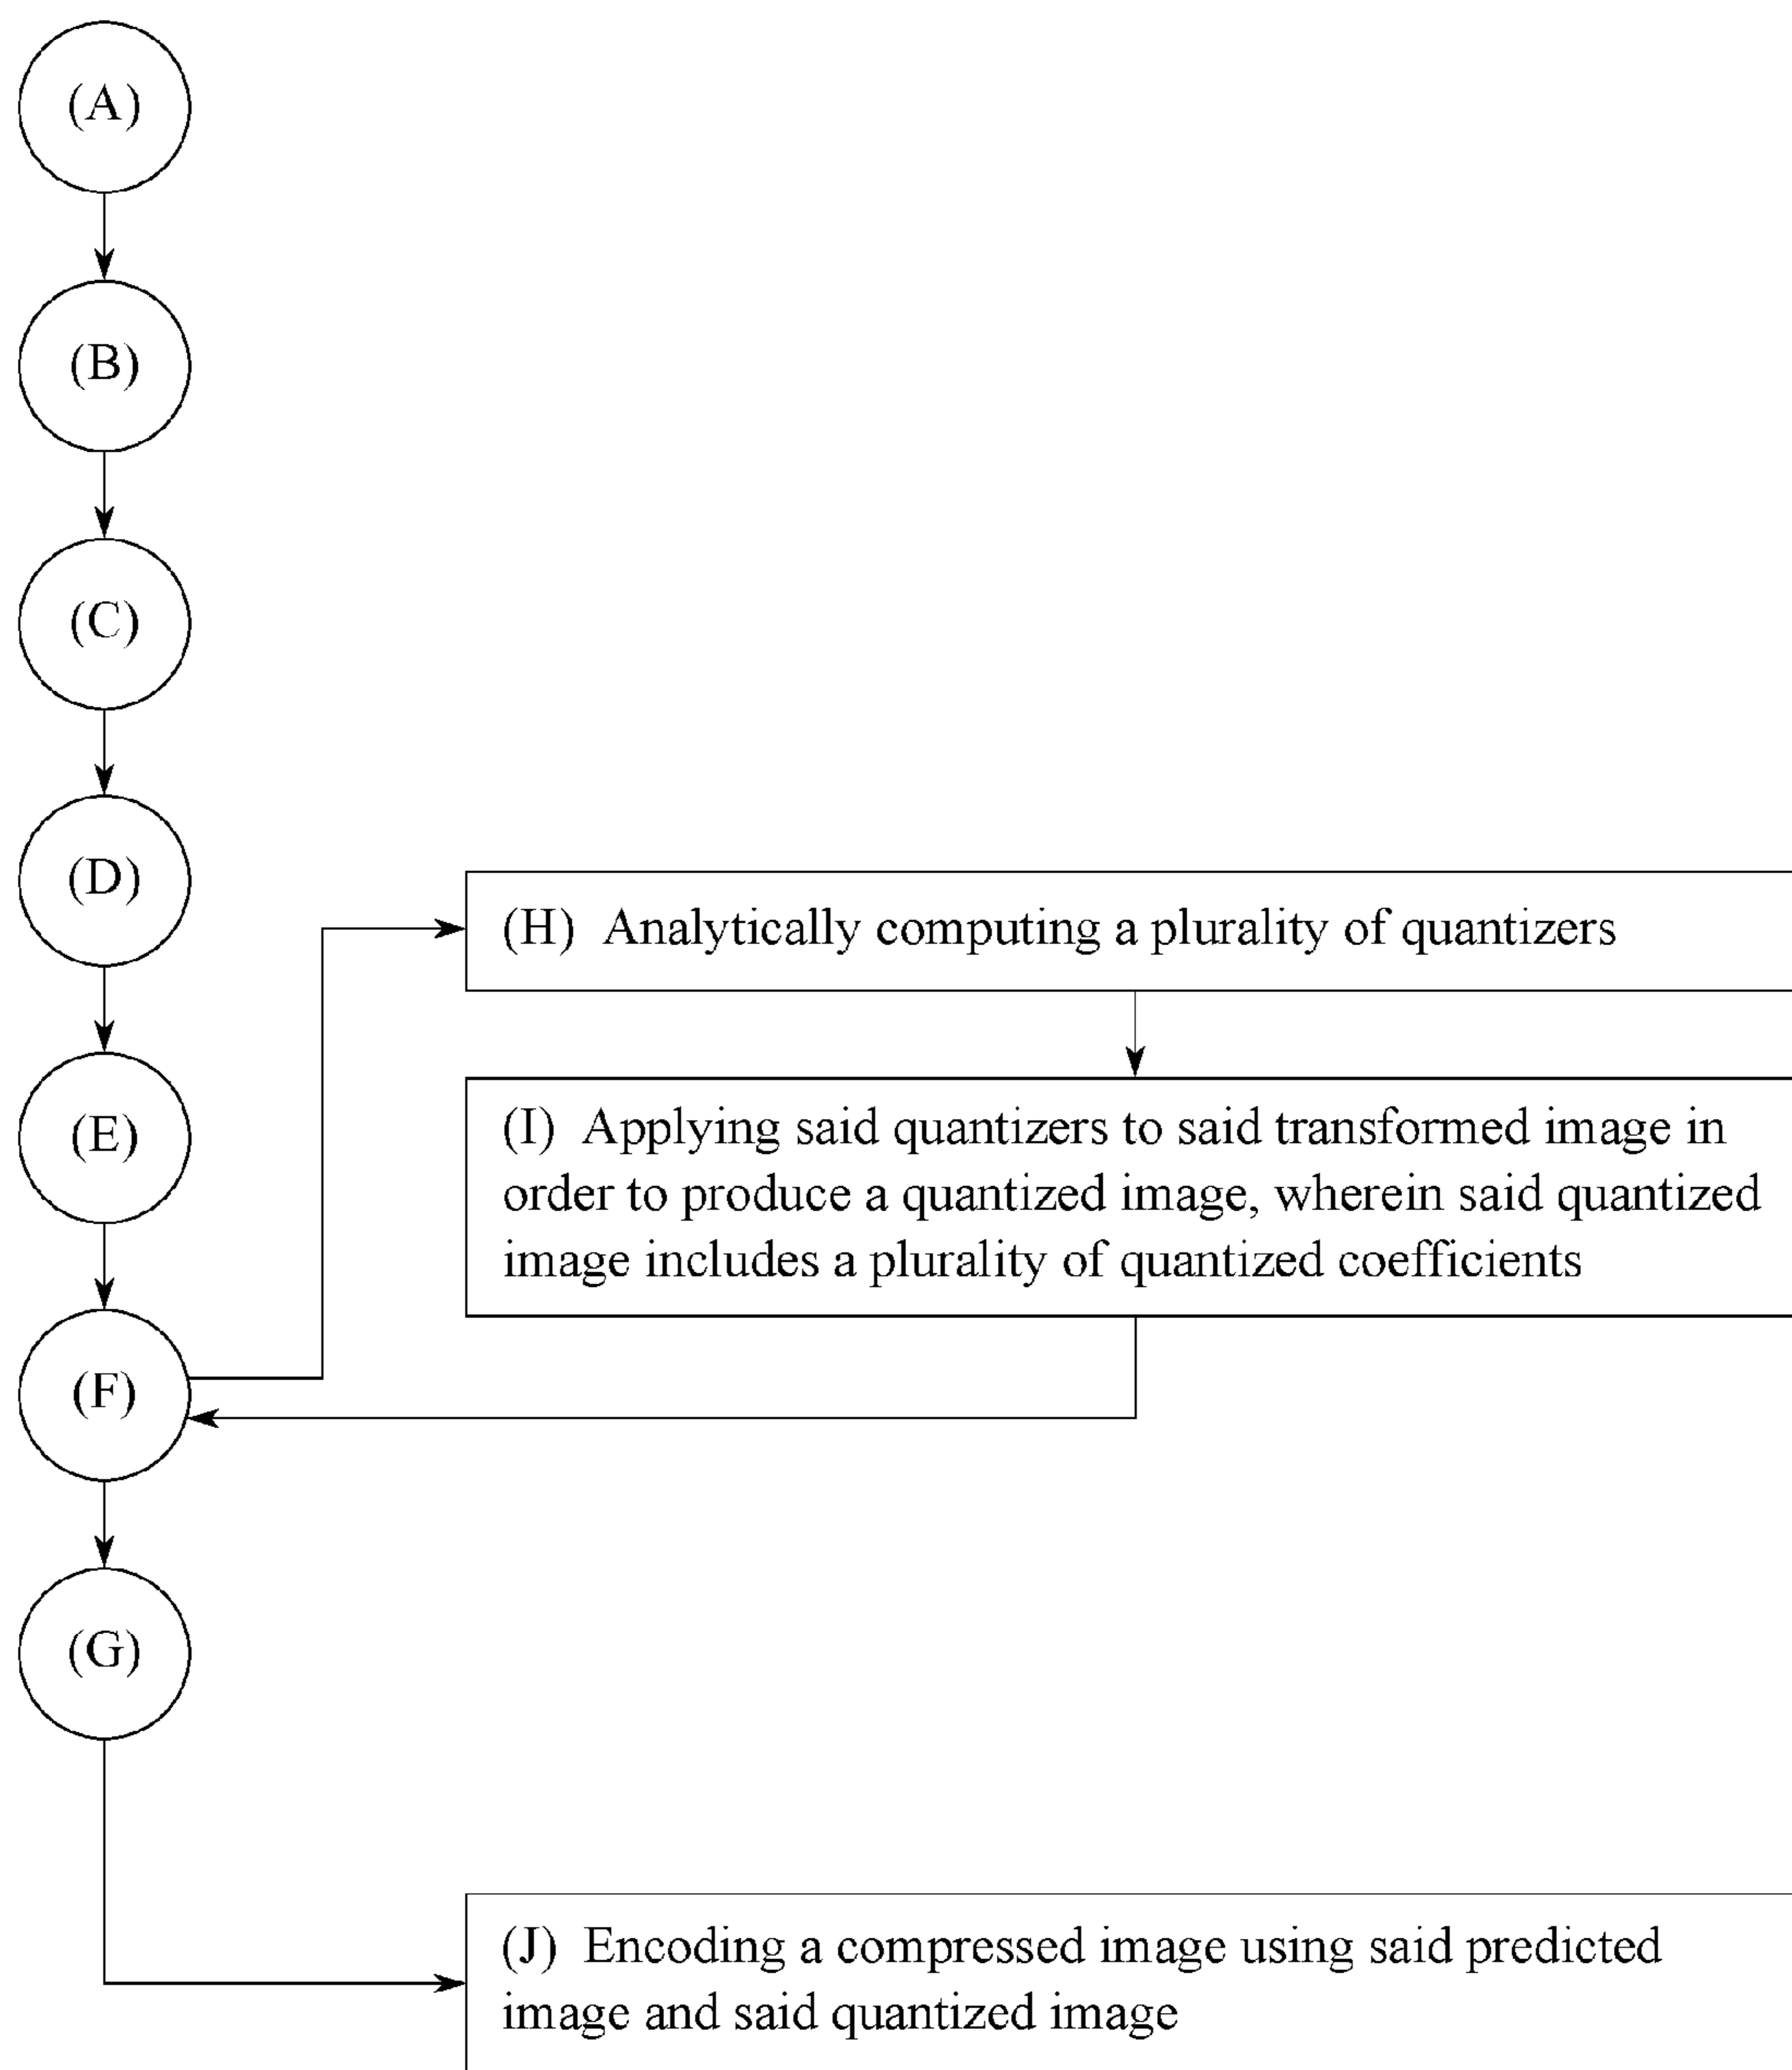 (A)
(B)
(C)
(D)
(E)
(F)
(G)
(H) Analytically computing a plurality of quantizers
(I) Applying said quantizers to said transformed image in
order to produce a quantized image, wherein said quantized
image includes a plurality of quantized coefficients
(J) Encoding a compressed image using said predicted
image and said quantized image